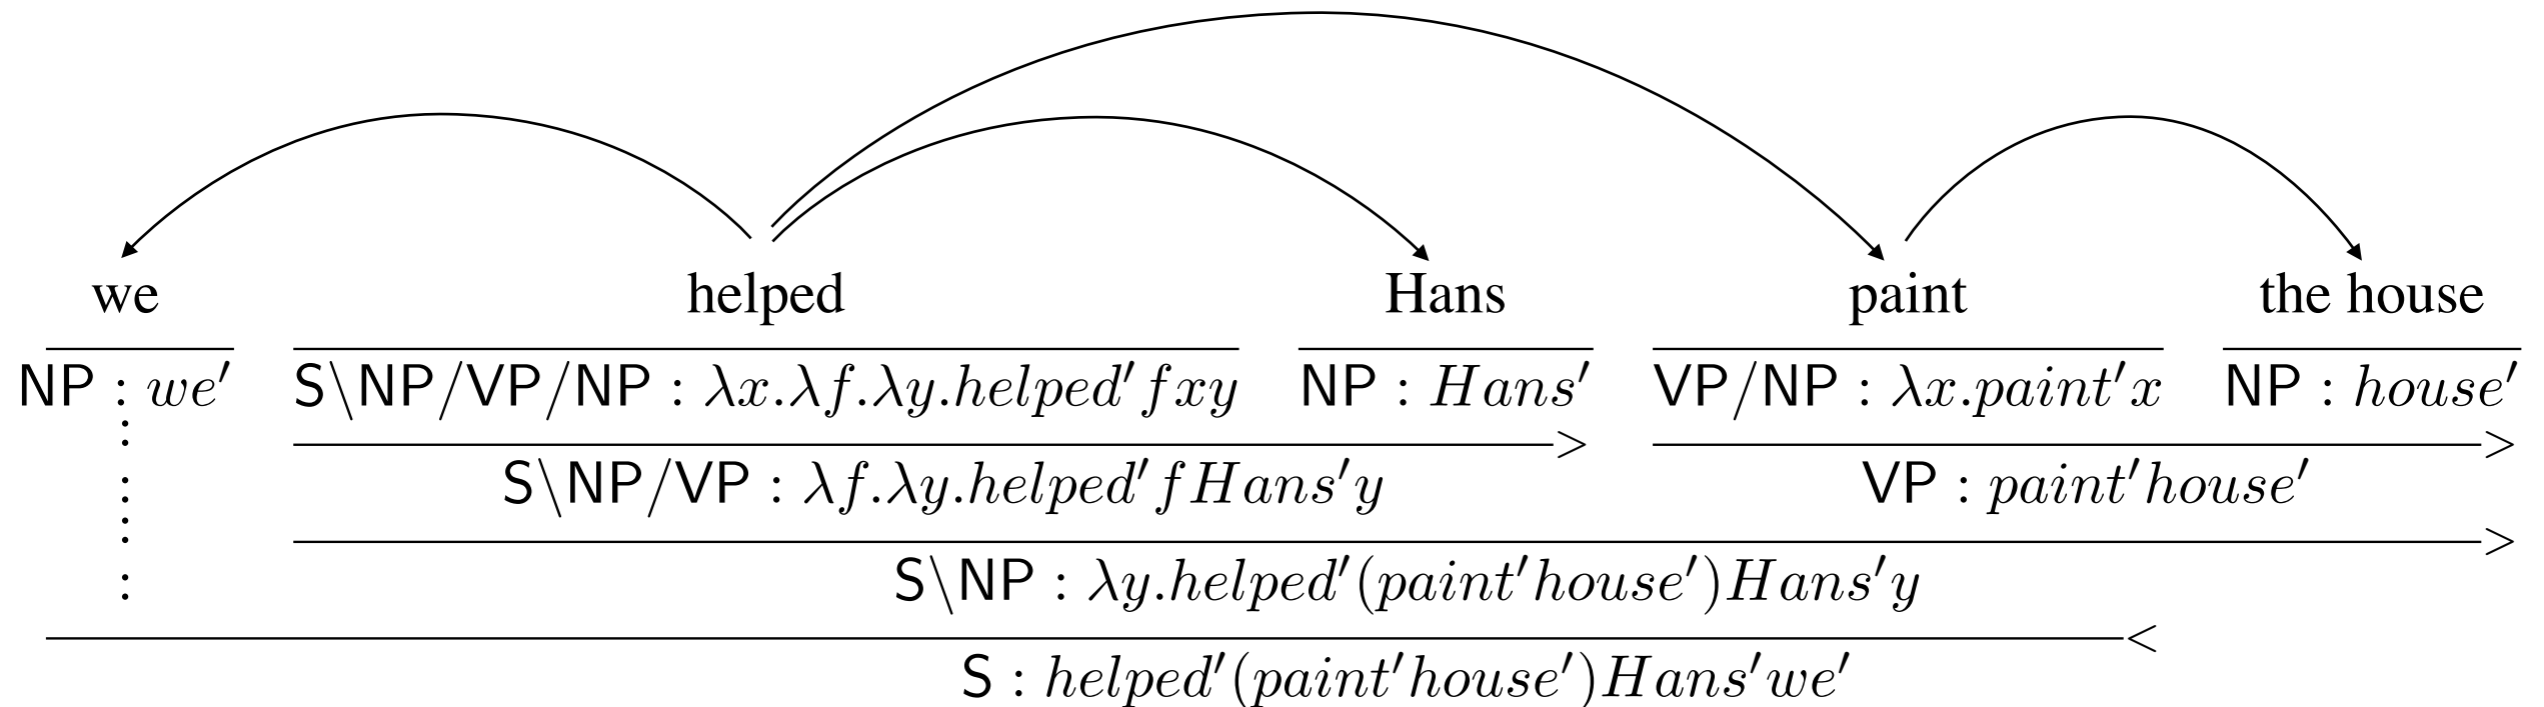 we helped Hans paint the house
NP : we′ S\NP/VP/NP : λx.λf.λy.helped′fxy NP : Hans′ VP/NP : λx.paint′x NP : house′
: > >
: S\NP/VP : λf.λy.helped′fHans′y VP : paint′house′
: >
: S\NP : λy.helped′(paint′house′)Hans′y
<
S : helped′(paint′house′)Hans′we′